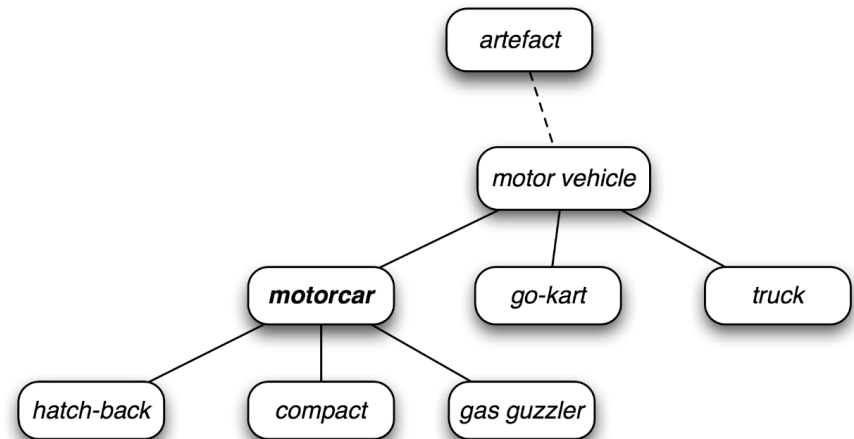 artefact
motor vehicle
motorcar
go-kart
truck
hatch-back
compact
gas guzzler